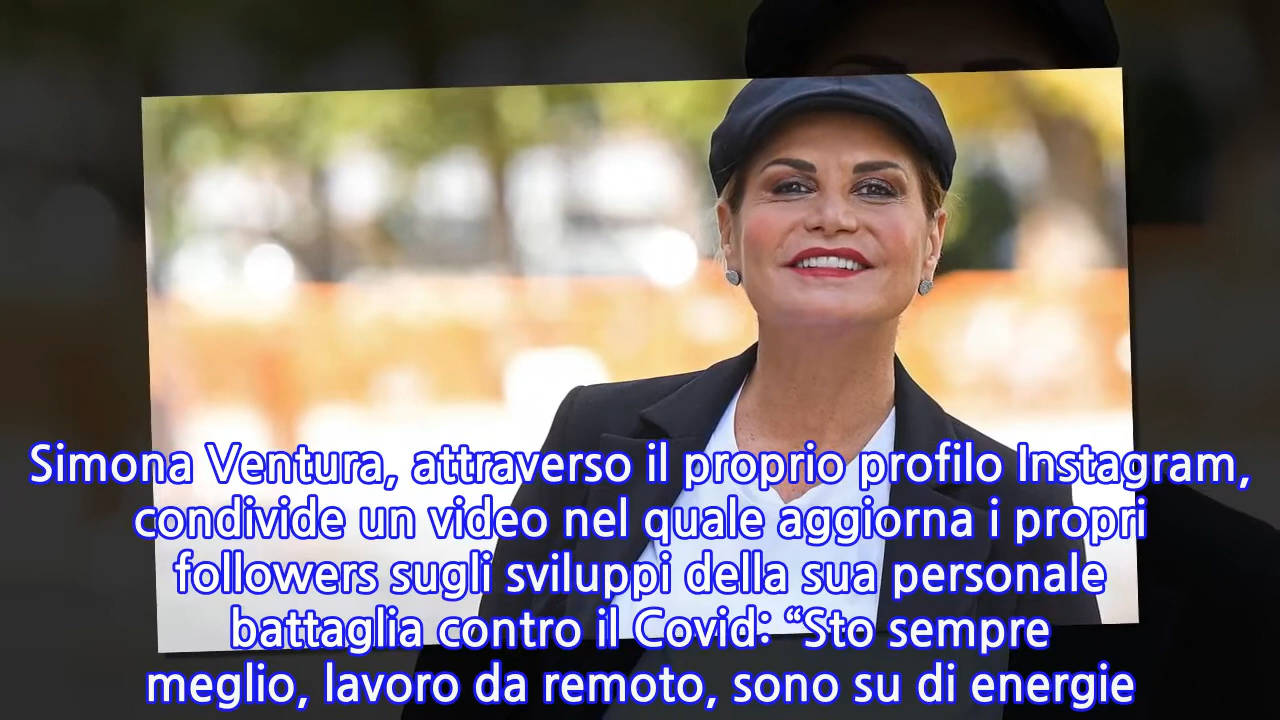 Simona Ventura, attraverso il proprio profilo Instagram,
condivide un video nel quale aggiorna i propri
followers sugli sviluppi della sua personale
battaglia contro il Covid: “Sto sempre
meglio, lavoro da remoto, sono su di energie